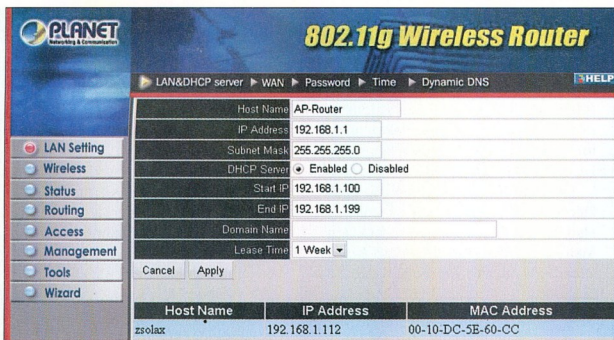 PLANET
Networking & Communication
802.11g Wireless Router
LAN&DHCP server WAN Password Time Dynamic DNS
HELP
LAN Setting
Wireless
Status
Routing
Access
Management
Tools
Wizard
Host Name AP-Router
IP Address 192.168.1.1
Subnet Mask 255.255.255.0
DHCP Server Enabled Disabled
Start IP 192.168.1.100
End IP 192.168.1.199
Domain Name
Lease Time 1 Week
Cancel Apply
Host Name IP Address MAC Address
zsolax 192.168.1.112 00-10-DC-5E-60-CC